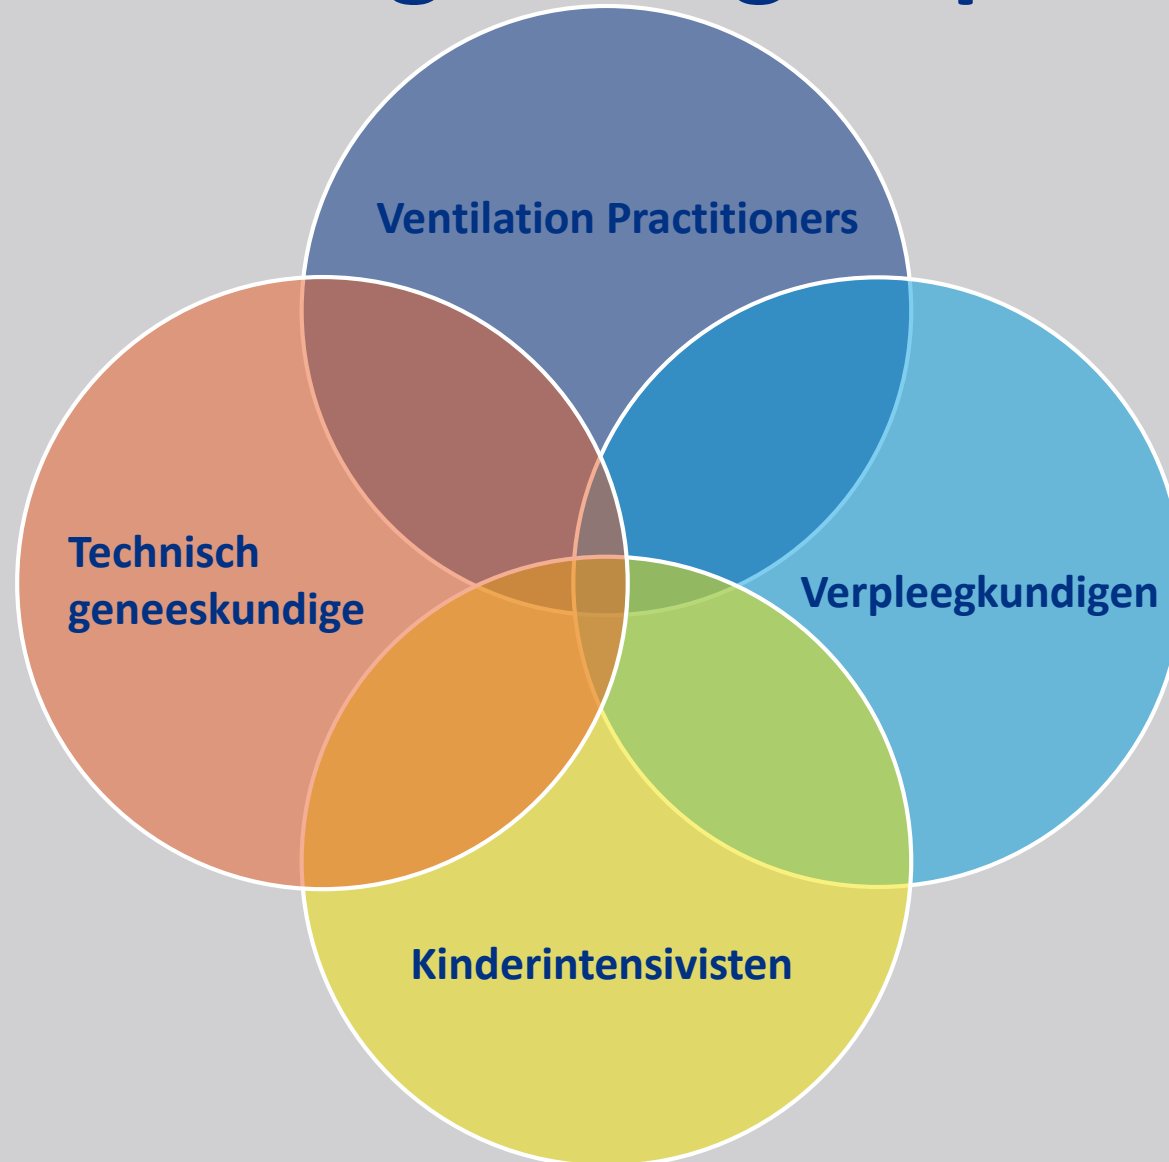 Ventilation Practitioners
Technisch
geneeskundige
Verpleegkundigen
Kinderintensivisten